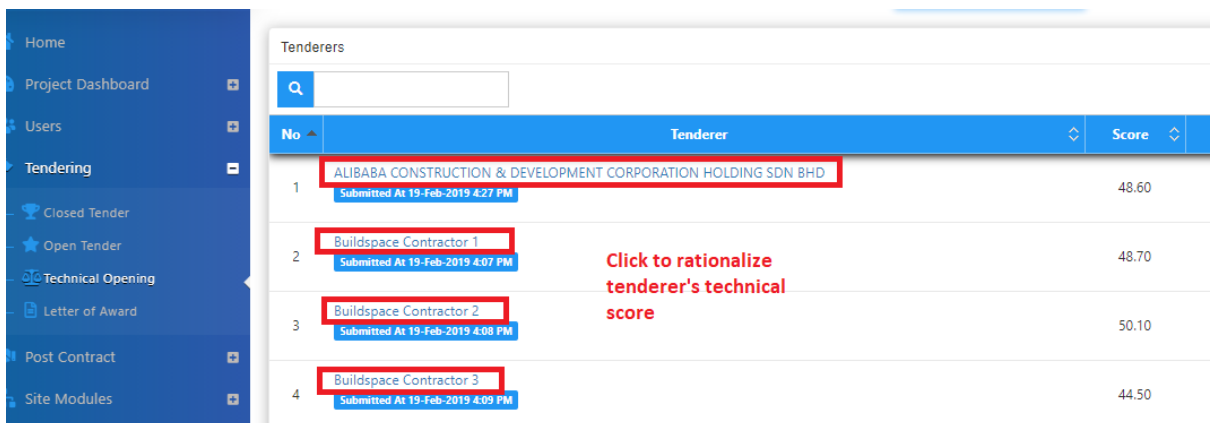 Home
Project Dashboard
Users
Tendering
Closed Tender
Open Tender
Technical Opening
Letter of Award
Post Contract
Site Modules
Tenderers
No Tenderer Score
1 ALIBABA CONSTRUCTION & DEVELOPMENT CORPORATION HOLDING SDN BHD 48.60
Submitted At 19-Feb-2019 4:27 PM
2 Buildspace Contractor 1 48.70
Submitted At 19-Feb-2019 4:07 PM
Click to rationalize
tenderer's technical
score
3 Buildspace Contractor 2 50.10
Submitted At 19-Feb-2019 4:08 PM
4 Buildspace Contractor 3 44.50
Submitted At 19-Feb-2019 4:09 PM